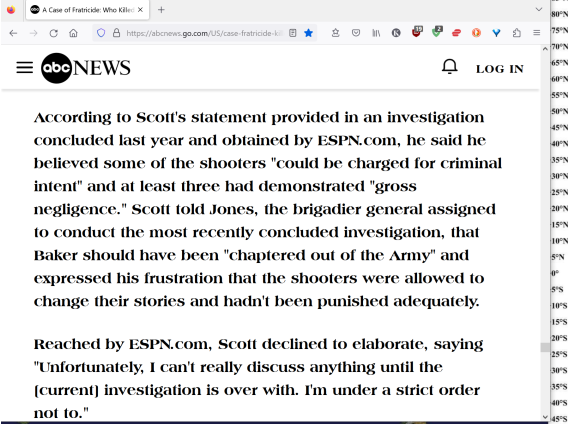 A Case of Fratricide: Who Killed
https://abcnews.go.com/US/case-fratricide-kil
abc NEWS
LOG IN
According to Scott's statement provided in an investigation
concluded last year and obtained by ESPN.com, he said he
believed some of the shooters "could be charged for criminal
intent" and at least three had demonstrated "gross
negligence." Scott told Jones, the brigadier general assigned
to conduct the most recently concluded investigation, that
Baker should have been "chaptered out of the Army" and
expressed his frustration that the shooters were allowed to
change their stories and hadn't been punished adequately.
Reached by ESPN.com, Scott declined to elaborate, saying
"Unfortunately, I can't really discuss anything until the
[current] investigation is over with. I'm under a strict order
not to."
80°N
75°N
70°N
65°N
60°N
55°N
50°N
45°N
40°N
35°N
30°N
25°N
20°N
15°N
10°N
5°N
0°
5°S
10°S
15°S
20°S
25°S
30°S
35°S
40°S
45°S